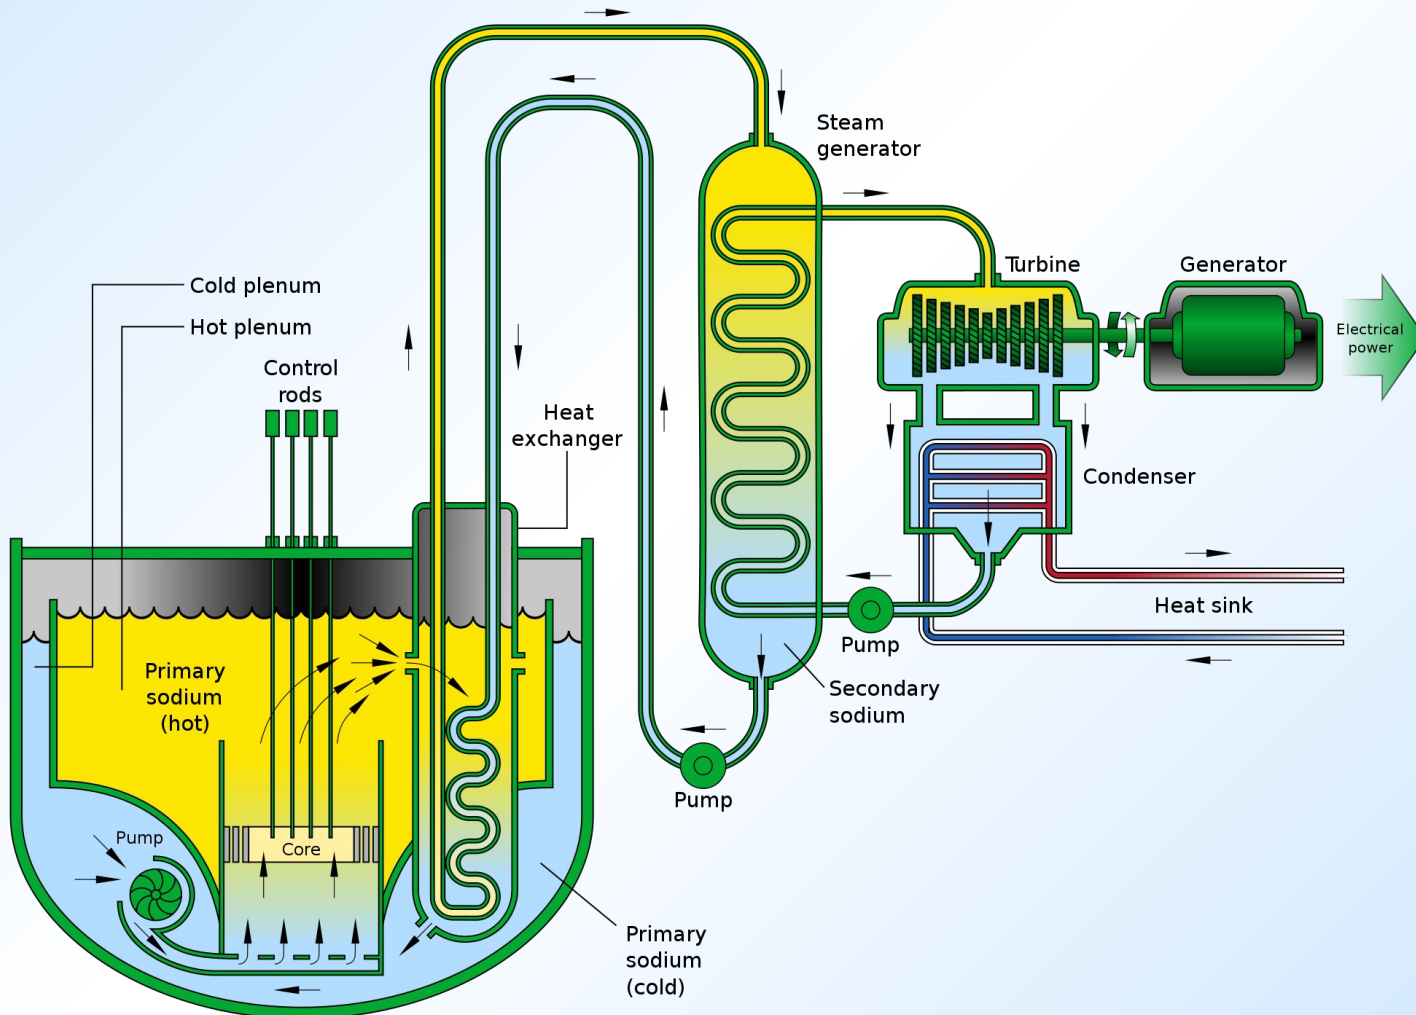 Steam
generator
Cold plenum
Hot plenum
Control
rods
Heat
exchanger
Turbine
Generator
Electrical
power
Condenser
Heat sink
Pump
Secondary
sodium
Pump
Primary
sodium
(hot)
Pump
Core
Primary
sodium
(cold)